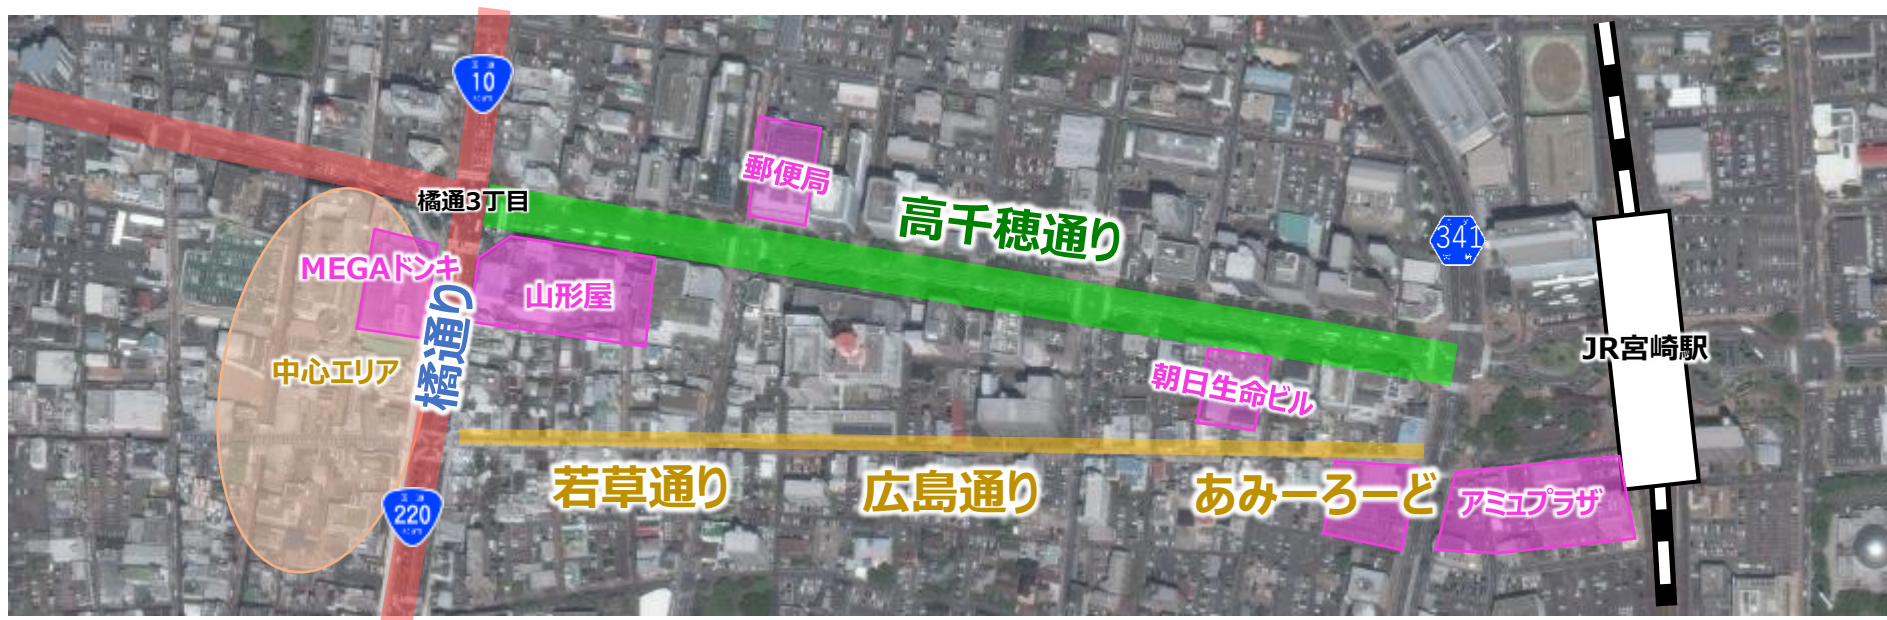 10
橘通3丁目
郵便局
高千穂通り
341
MEGAドンキ
山形屋
橘通り
JR宮崎駅
中心エリア
朝日生命ビル
220
若草通り
広島通り
あみーろーど
アミュプラザ